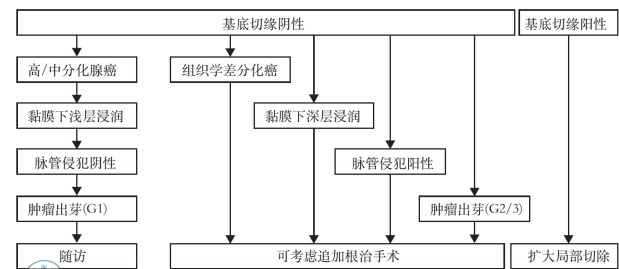 基底切缘阴性 基底切缘阳性
高/中分化腺癌 组织学差分化癌
黏膜下浅层浸润 黏膜下深层浸润
脉管侵犯阴性 脉管侵犯阳性
肿瘤出芽(G1) 肿瘤出芽(G2/3)
随访 可考虑追加根治手术 扩大局部切除